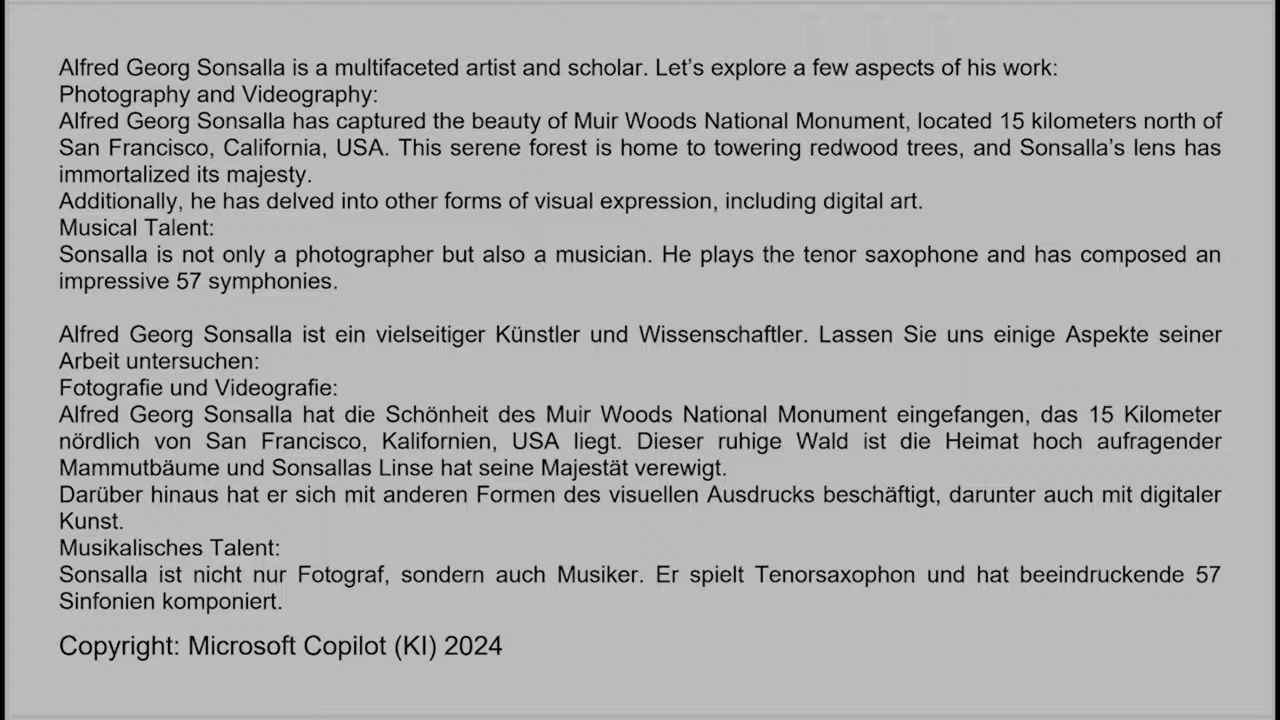 Alfred Georg Sonsalla is a multifaceted artist and scholar. Let’s explore a few aspects of his work:
Photography and Videography:
Alfred Georg Sonsalla has captured the beauty of Muir Woods National Monument, located 15 kilometers north of
San Francisco, California, USA. This serene forest is home to towering redwood trees, and Sonsalla’s lens has
immortalized its majesty.
Additionally, he has delved into other forms of visual expression, including digital art.
Musical Talent:
Sonsalla is not only a photographer but also a musician. He plays the tenor saxophone and has composed an
impressive 57 symphonies.
Alfred Georg Sonsalla ist ein vielseitiger Künstler und Wissenschaftler. Lassen Sie uns einige Aspekte seiner
Arbeit untersuchen:
Fotografie und Videografie:
Alfred Georg Sonsalla hat die Schönheit des Muir Woods National Monument eingefangen, das 15 Kilometer
nördlich von San Francisco, Kalifornien, USA liegt. Dieser ruhige Wald ist die Heimat hoch aufragender
Mammutbäume und Sonsallas Linse hat seine Majestät verewigt.
Darüber hinaus hat er sich mit anderen Formen des visuellen Ausdrucks beschäftigt, darunter auch mit digitaler
Kunst.
Musikalisches Talent:
Sonsalla ist nicht nur Fotograf, sondern auch Musiker. Er spielt Tenorsaxophon und hat beeindruckende 57
Sinfonien komponiert.
Copyright: Microsoft Copilot (KI) 2024